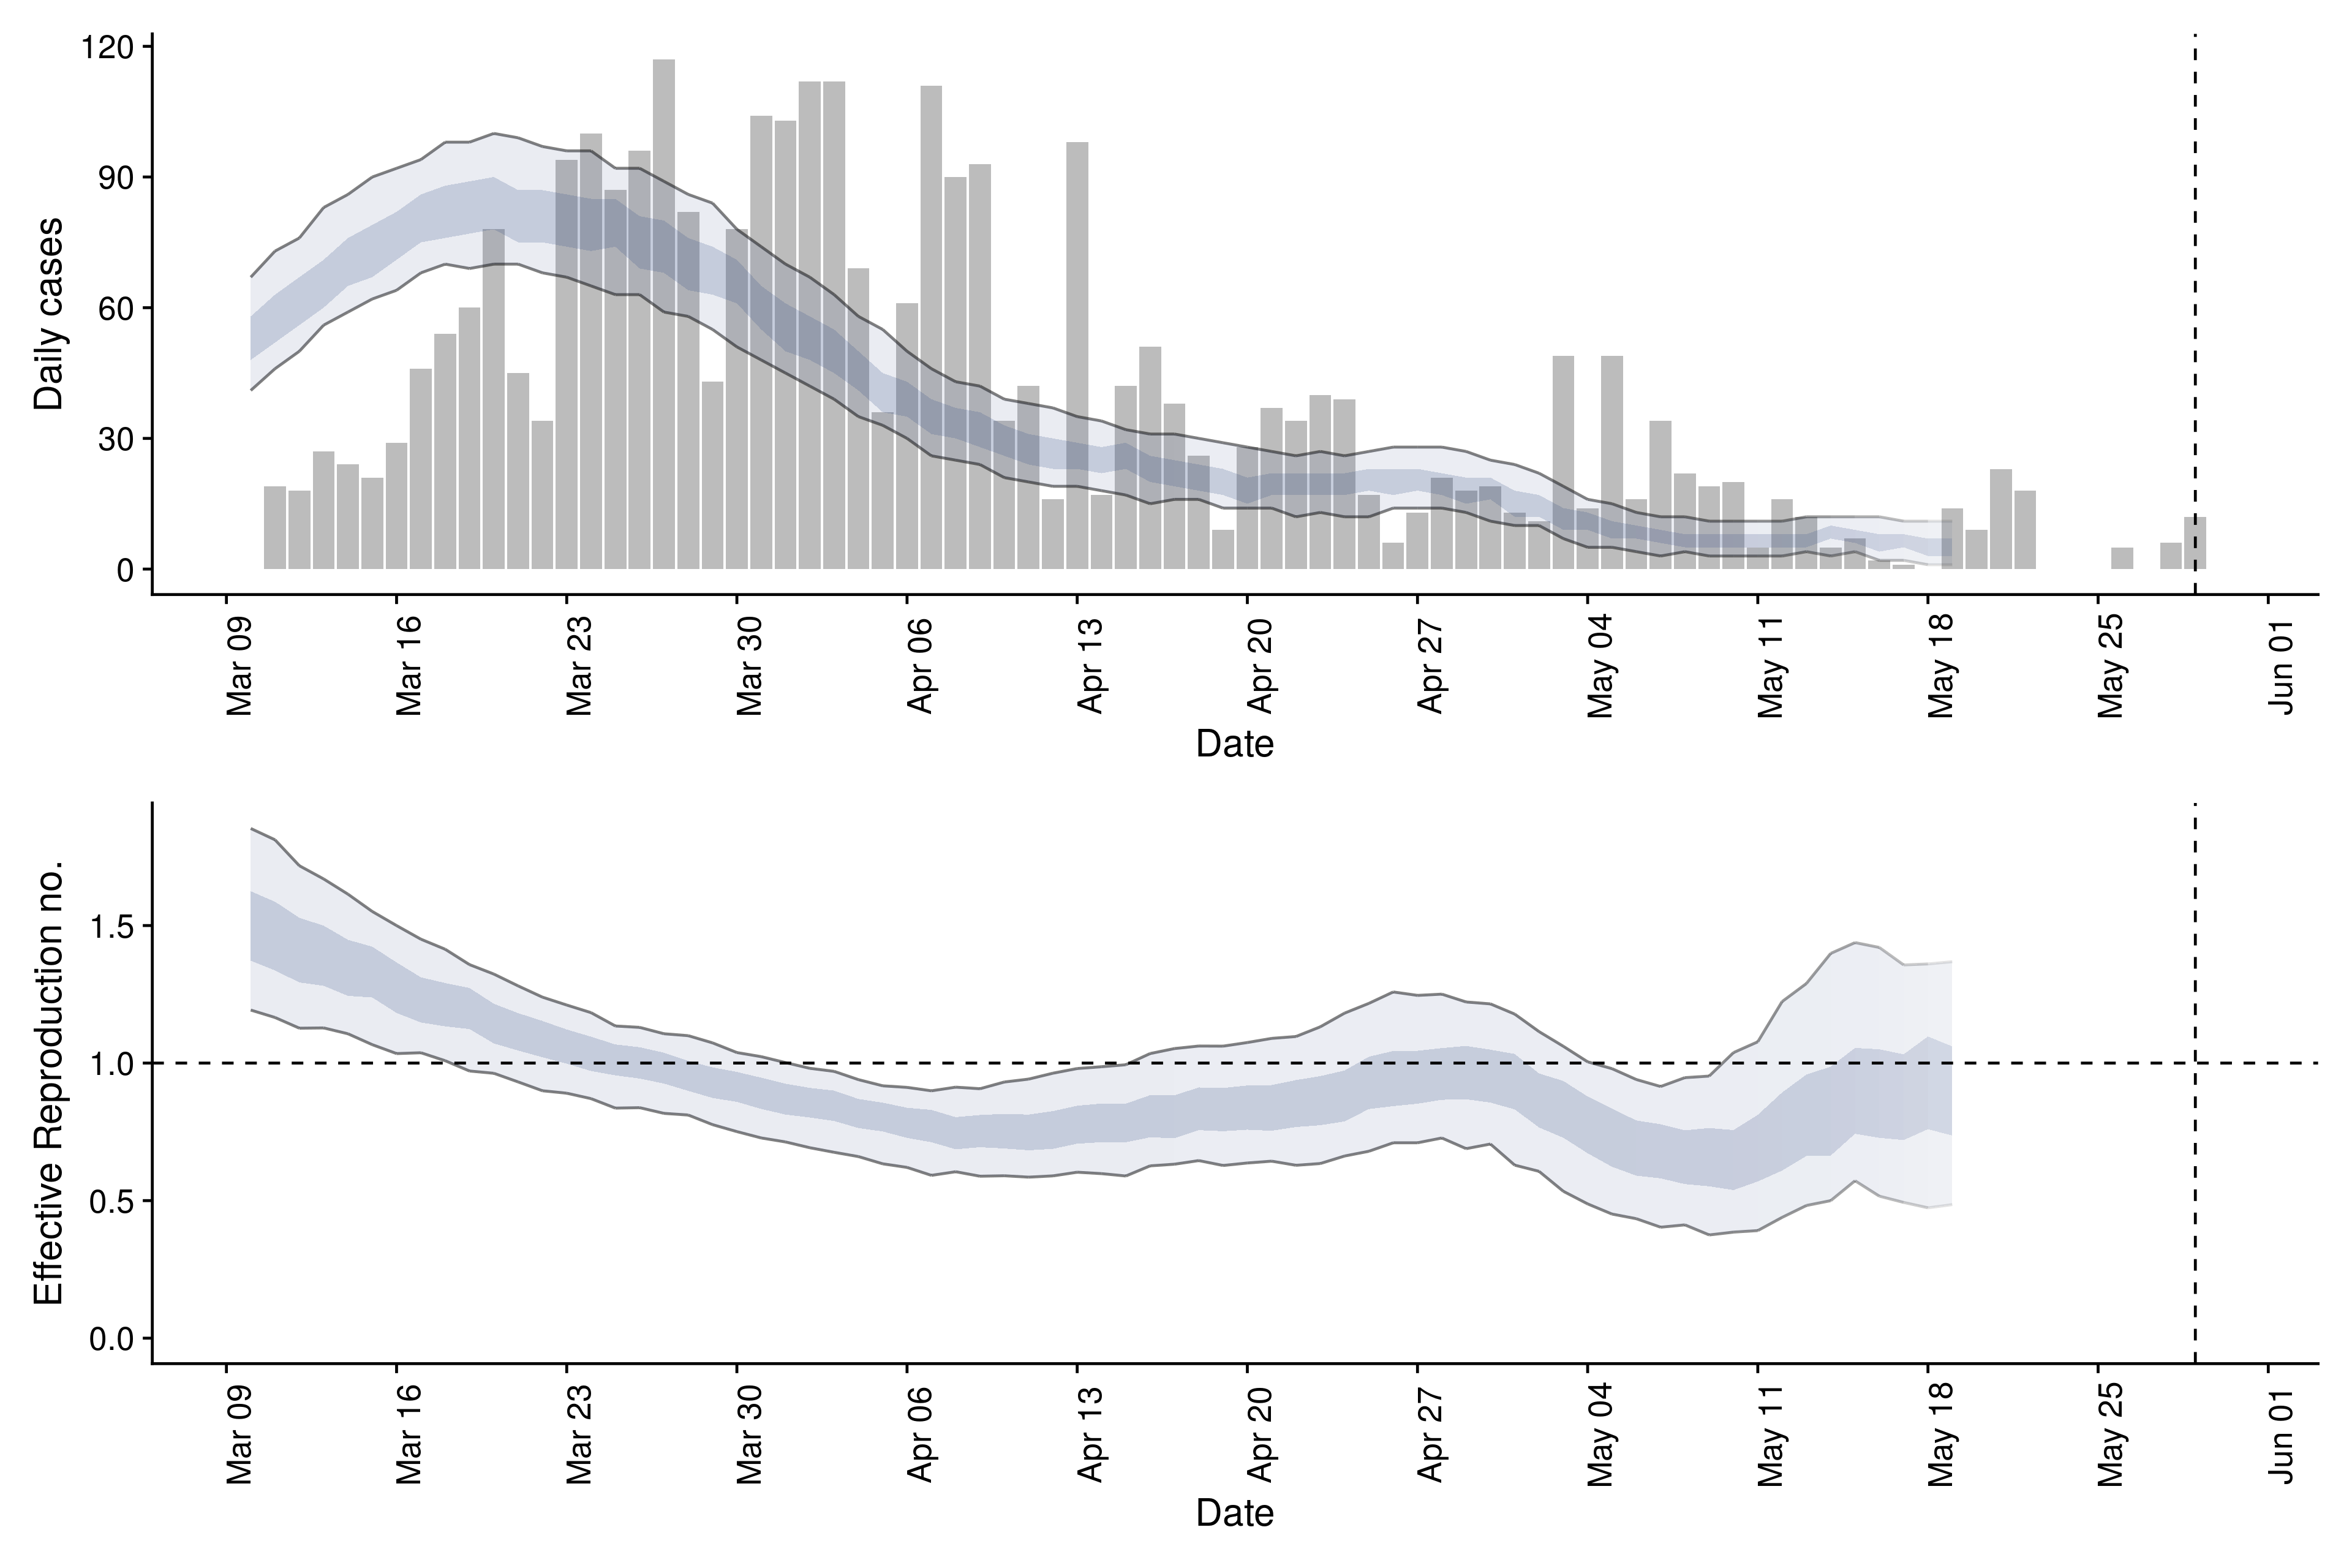 Daily cases
120
90
60
30
0
Mar 09
Mar 16
Mar 23
Mar 30
Apr 06
Apr 13
Apr 20
Apr 27
May 04
May 11
May 18
May 25
Jun 01
Date
Effective Reproduction no.
1.5
1.0
0.5
0.0
Mar 09
Mar 16
Mar 23
Mar 30
Apr 06
Apr 13
Apr 20
Apr 27
May 04
May 11
May 18
May 25
Jun 01
Date